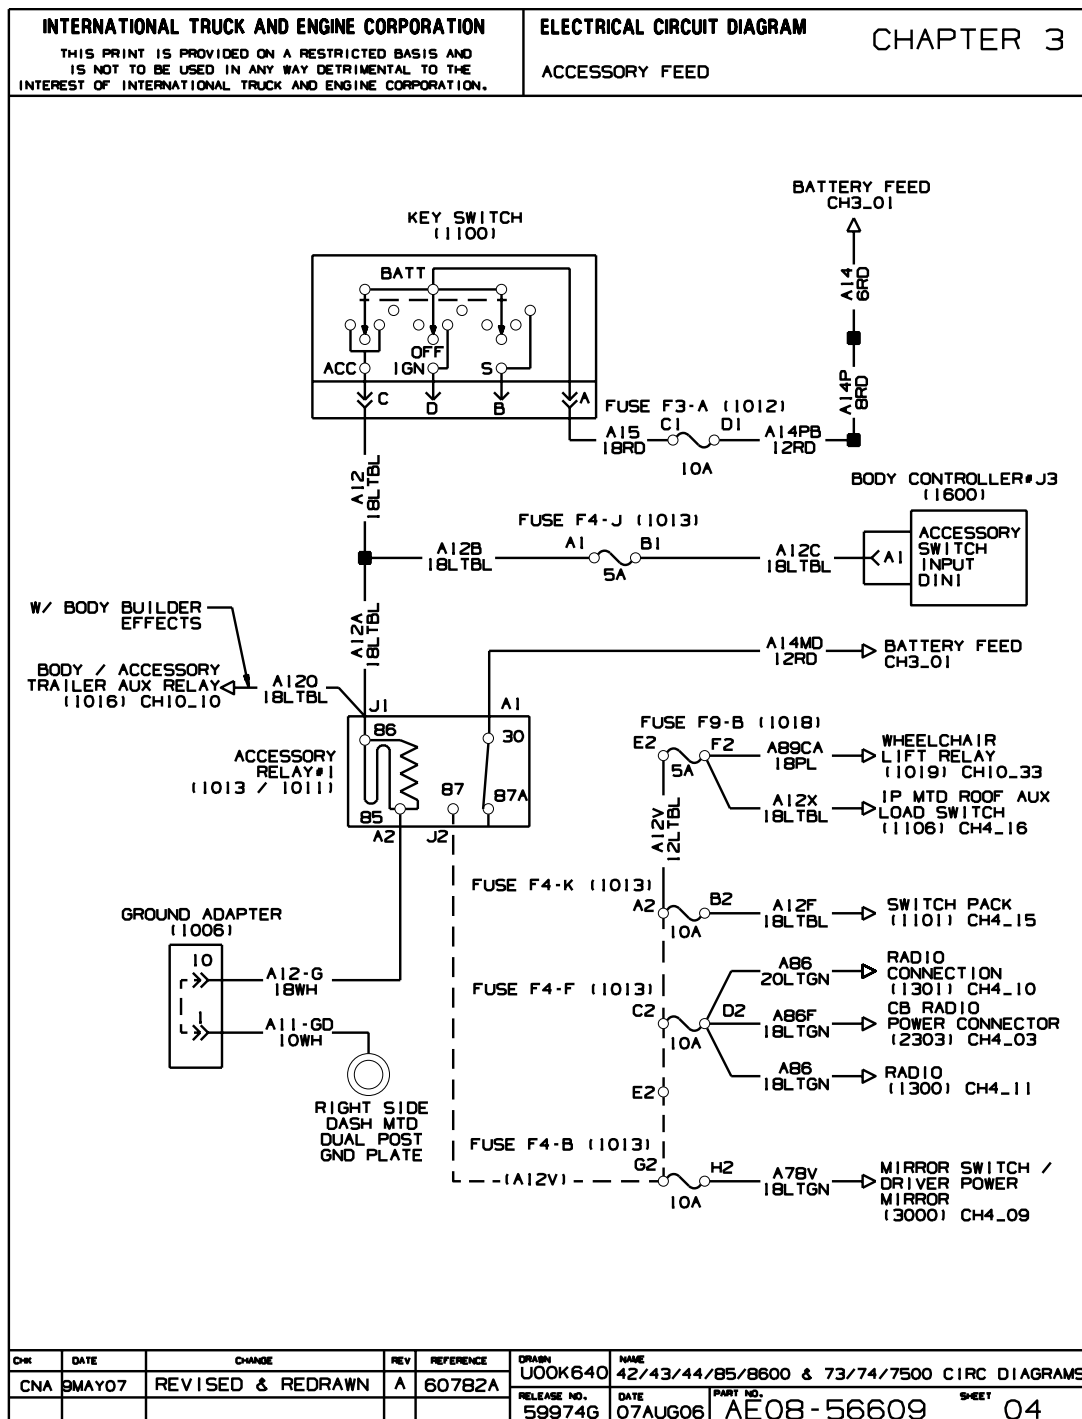 INTERNATIONAL TRUCK AND ENGINE CORPORATION
THIS PRINT IS PROVIDED ON A RESTRICTED BASIS AND
IS NOT TO BE USED IN ANY WAY DETRIMENTAL TO THE
INTEREST OF INTERNATIONAL TRUCK AND ENGINE CORPORATION.
ELECTRICAL CIRCUIT DIAGRAM
ACCESSORY FEED
CHAPTER 3
BATTERY FEED
CH3_01
KEY SWITCH
(1100)
BATT
A14
6RD
OFF
ACC
IGN
S
C
D
B
A
A14P
8RD
FUSE F3-A (1012)
A15
18RD
C1
D1
10A
A14PB
12RD
A12
18LTBL
BODY CONTROLLER#J3
(1600)
FUSE F4-J (1013)
A12B
18LTBL
A1
B1
5A
A12C
18LTBL
A1
ACCESSORY
SWITCH
INPUT
DIN1
W/ BODY BUILDER
EFFECTS
A12A
18LTBL
BODY / ACCESSORY
TRAILER AUX RELAY
(1016) CH10_10
A120
18LTBL
A14MD
12RD
BATTERY FEED
CH3_01
J1
A1
86
30
ACCESSORY
RELAY#1
(1013 / 1011)
87
87A
85
A2
J2
FUSE F9-B (1018)
E2
F2
5A
A89CA
18PL
WHEELCHAIR
LIFT RELAY
(1019) CH10_33
A12X
18LTBL
IP MTD ROOF AUX
LOAD SWITCH
(1106) CH4_16
A12V
12LTBL
FUSE F4-K (1013)
A2
B2
10A
A12F
18LTBL
SWITCH PACK
(1101) CH4_15
GROUND ADAPTER
(1006)
10
A12-G
18WH
1
A11-GD
10WH
RIGHT SIDE
DASH MTD
DUAL POST
GND PLATE
FUSE F4-F (1013)
C2
D2
10A
A86
20LTGN
RADIO
CONNECTION
(1301) CH4_10
A86F
18LTGN
CB RADIO
POWER CONNECTOR
(2303) CH4_03
A86
18LTGN
RADIO
(1300) CH4_11
E2
FUSE F4-B (1013)
G2
H2
(A12V)
10A
A78V
18LTGN
MIRROR SWITCH /
DRIVER POWER
MIRROR
(3000) CH4_09
CHK DATE CHANGE REV REFERENCE
CNA 9MAY07 REVISED & REDRAWN A 60782A
DRAWN
U00K640
NAME
42/43/44/85/8600 & 73/74/7500 CIRC DIAGRAMS
RELEASE NO.
59974G
DATE
07AUG06
PART NO.
AE08-56609
SHEET
04